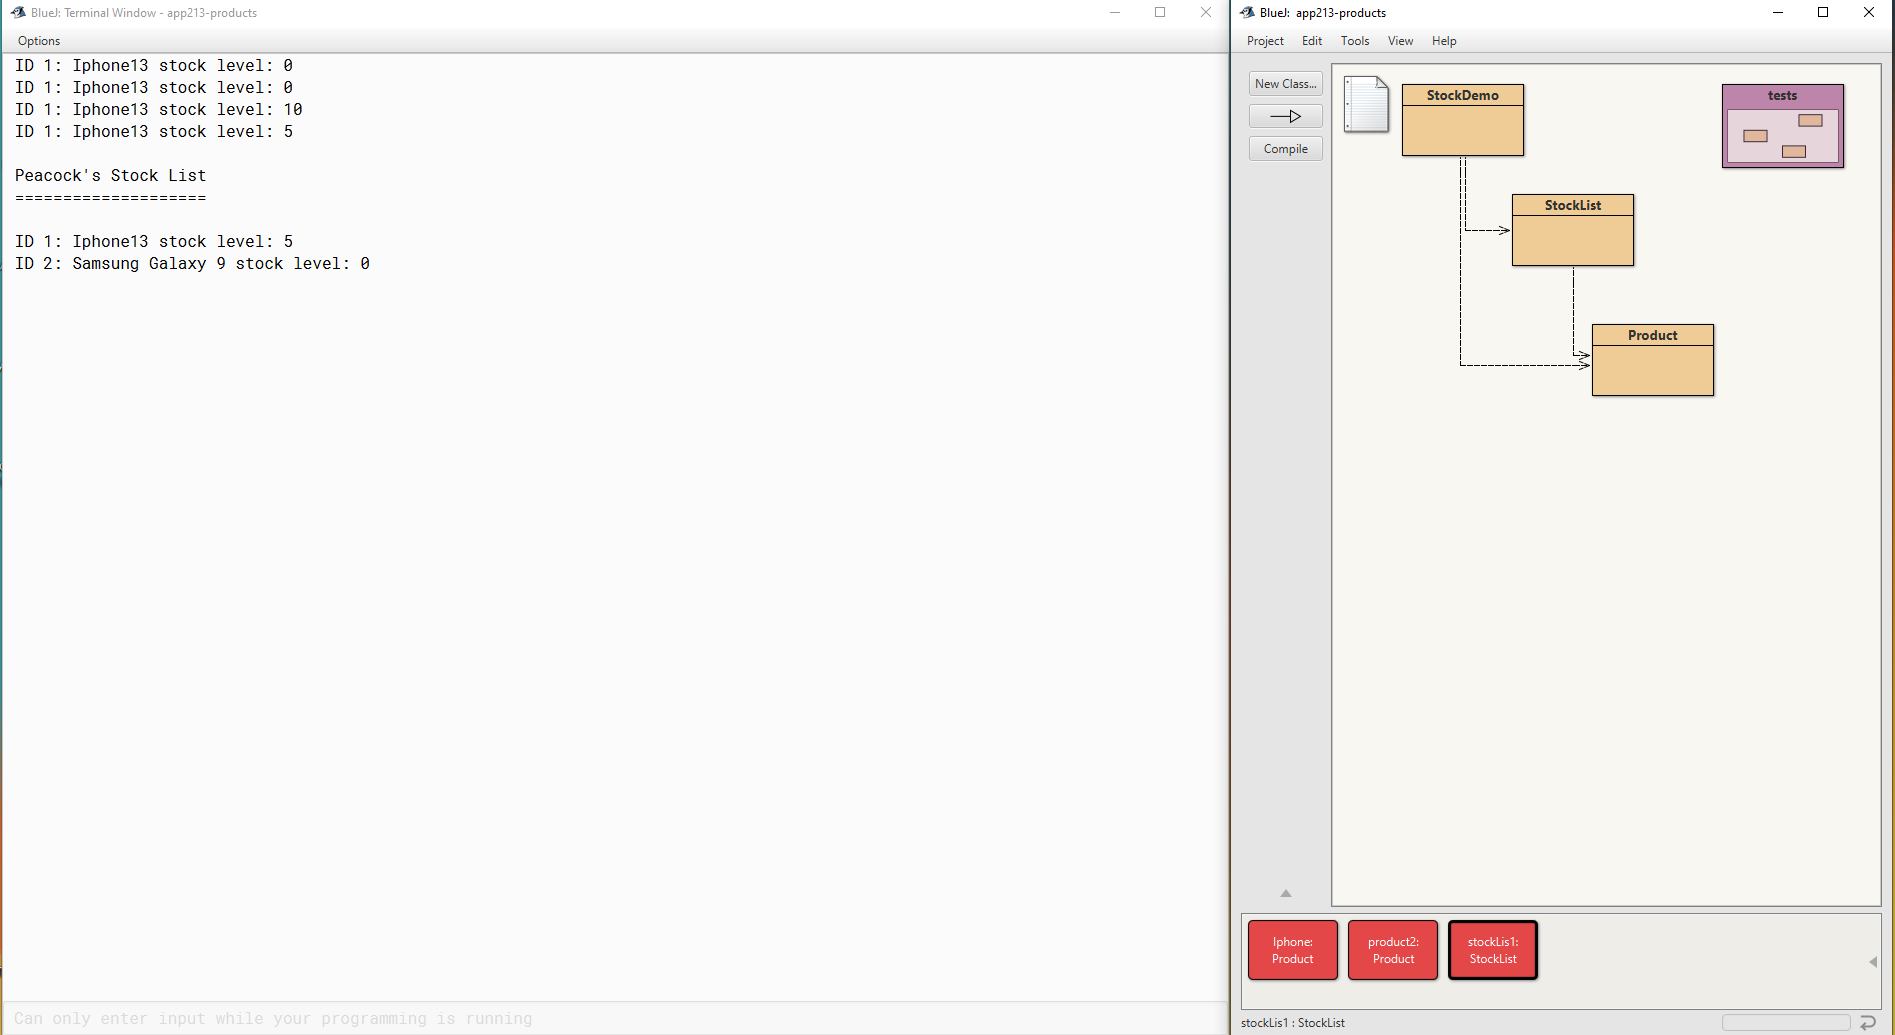 BlueJ: Terminal Window - app213-products
Options
ID 1: Iphone13 stock level: 0
ID 1: Iphone13 stock level: 0
ID 1: Iphone13 stock level: 10
ID 1: Iphone13 stock level: 5
Peacock's Stock List
====================
ID 1: Iphone13 stock level: 5
ID 2: Samsung Galaxy 9 stock level: 0
Can only enter input while your programming is running
BlueJ: app213-products
Project Edit Tools View Help
New Class...
Compile
StockDemo
tests
StockList
Product
Iphone:
Product
product2:
Product
stockLis1:
StockList
stockLis1 : StockList